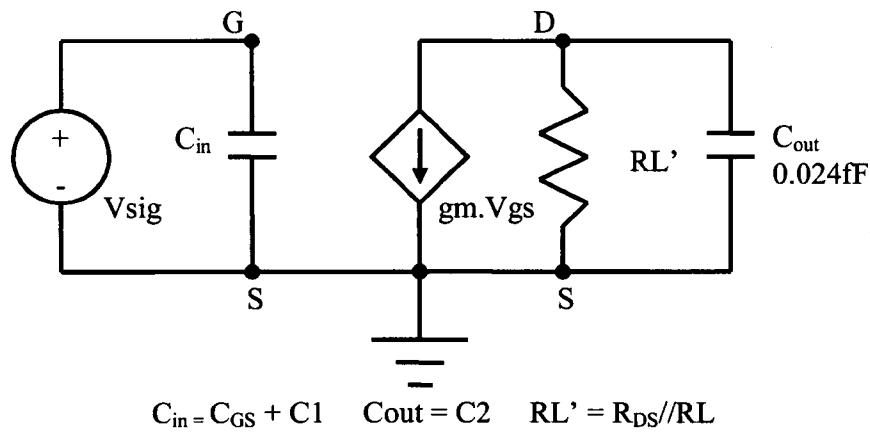 G
D
+
-
Vsig
C_in
gm.Vgs
RL’
C_out
0.024fF
S
S
C_in = C_GS + C1 Cout = C2 RL’ = R_DS//RL